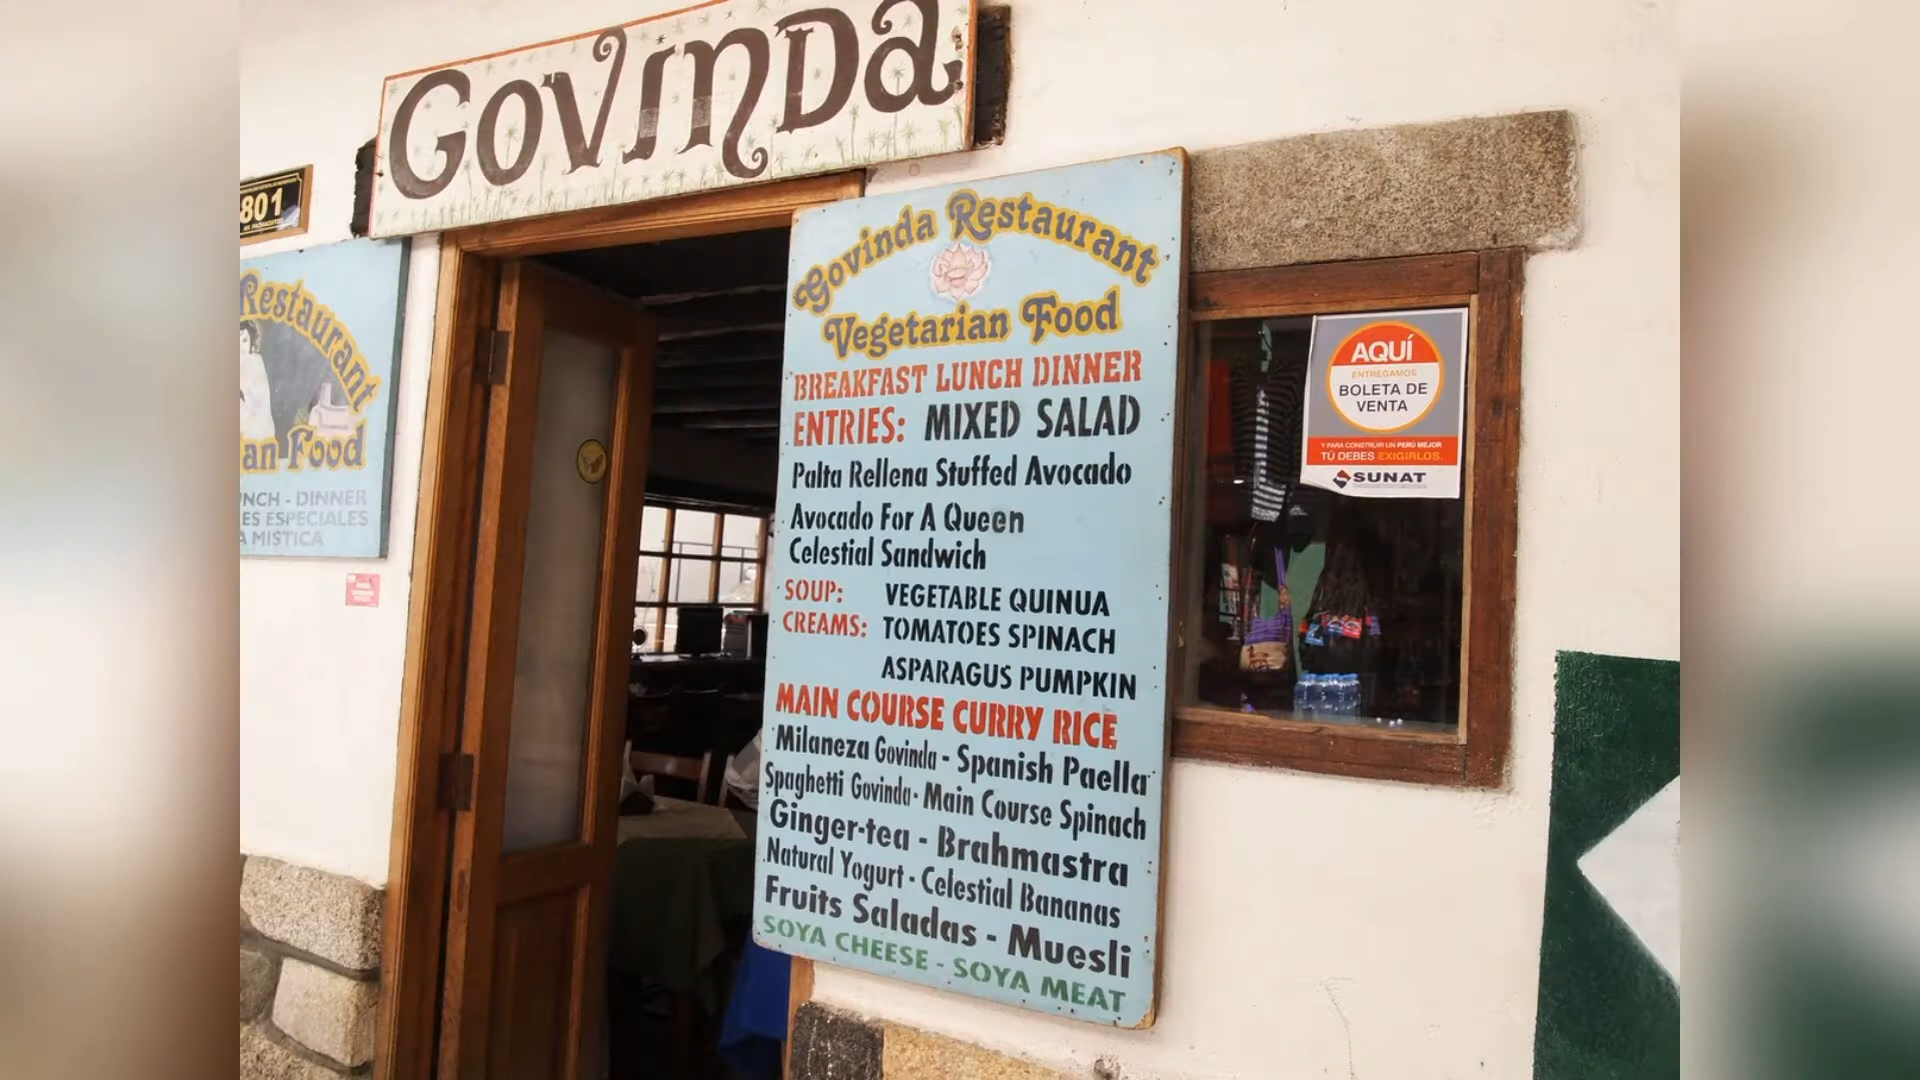 GOVINDA
801
AV. PACHACUTEC
Restaurant
an Food
NCH - DINNER
ES ESPECIALES
A MISTICA
Govinda Restaurant
Vegetarian Food
BREAKFAST LUNCH DINNER
ENTRIES: MIXED SALAD
Palta Rellena Stuffed Avocado
Avocado For A Queen
Celestial Sandwich
SOUP: VEGETABLE QUINUA
CREAMS: TOMATOES SPINACH
ASPARAGUS PUMPKIN
MAIN COURSE CURRY RICE
Milaneza Govinda - Spanish Paella
Spaghetti Govinda - Main Course Spinach
Ginger-tea - Brahmastra
Natural Yogurt - Celestial Bananas
Fruits Saladas - Muesli
SOYA CHEESE - SOYA MEAT
AQUÍ
ENTREGAMOS
BOLETA DE
VENTA
Y PARA CONSTRUIR UN PERÚ MEJOR
TÚ DEBES EXIGIRLOS.
SUNAT